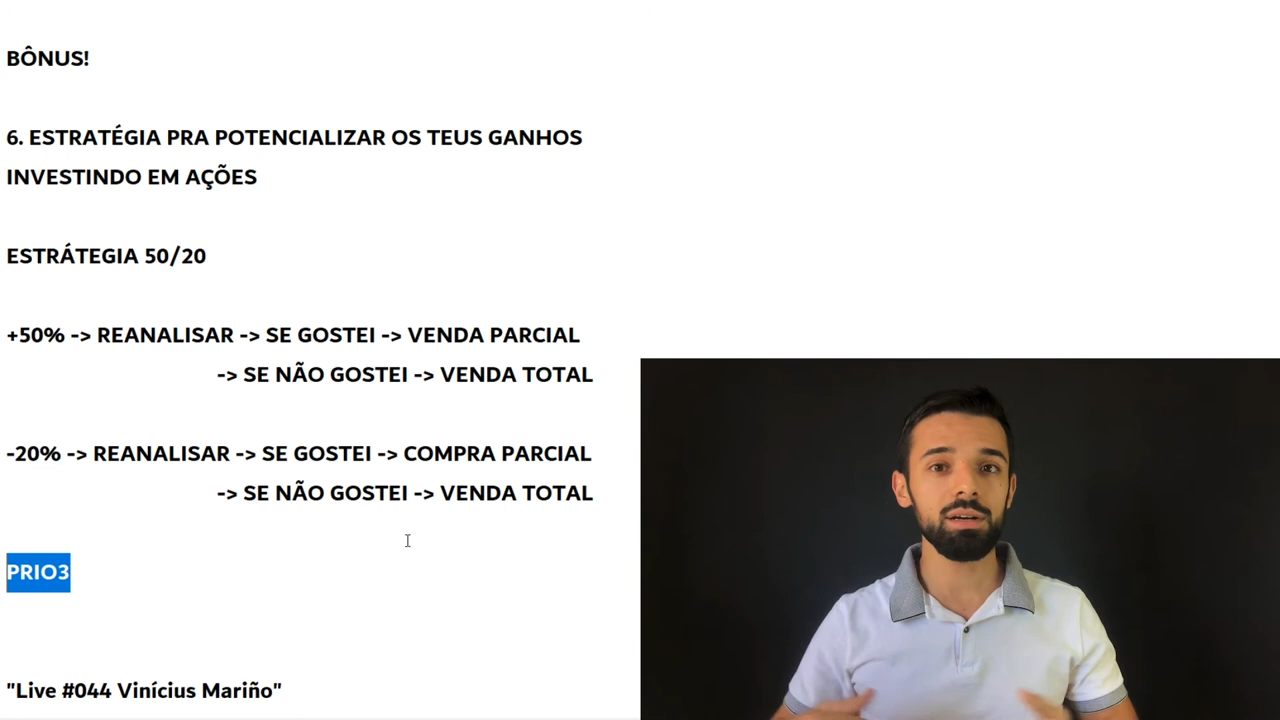 BÔNUS!
6. ESTRATÉGIA PRA POTENCIALIZAR OS TEUS GANHOS
INVESTINDO EM AÇÕES
ESTRÁTEGIA 50/20
+50% -> REANALISAR -> SE GOSTEI -> VENDA PARCIAL
-> SE NÃO GOSTEI -> VENDA TOTAL
-20% -> REANALISAR -> SE GOSTEI -> COMPRA PARCIAL
-> SE NÃO GOSTEI -> VENDA TOTAL
PRIO3
"Live #044 Vinícius Mariño"